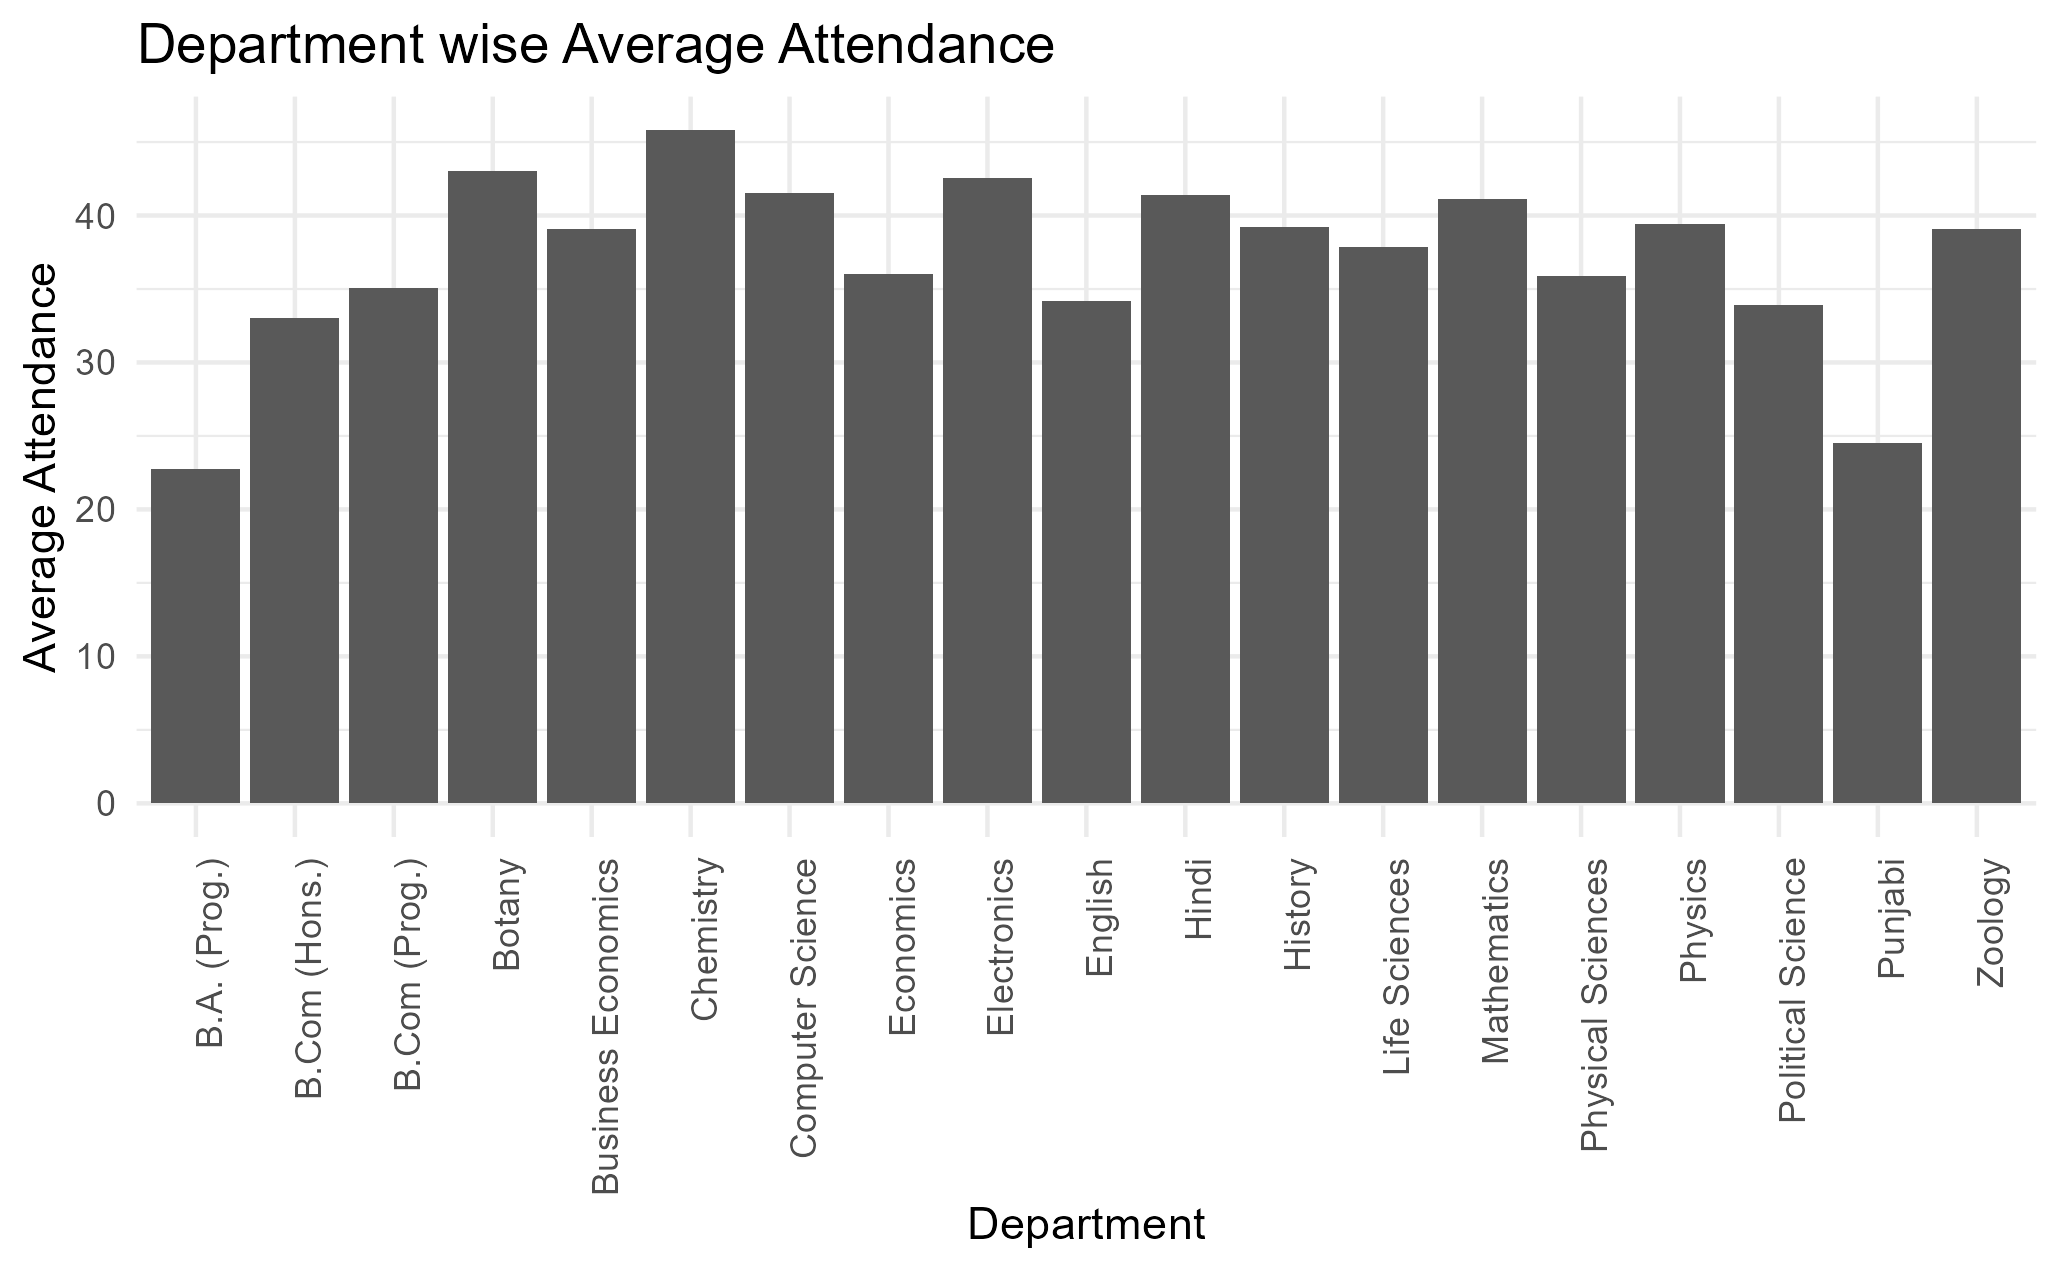 Department wise Average Attendance
Average Attendance
40
30
20
10
0
B.A. (Prog.)
B.Com (Hons.)
B.Com (Prog.)
Botany
Business Economics
Chemistry
Computer Science
Economics
Electronics
English
Hindi
History
Life Sciences
Mathematics
Physical Sciences
Physics
Political Science
Punjabi
Zoology
Department